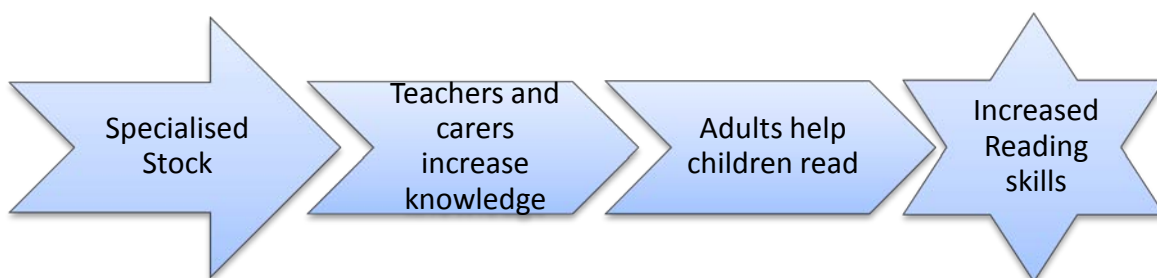 Specialised
Stock
Teachers and
carers
increase
knowledge
Adults help
children read
Increased
Reading
skills